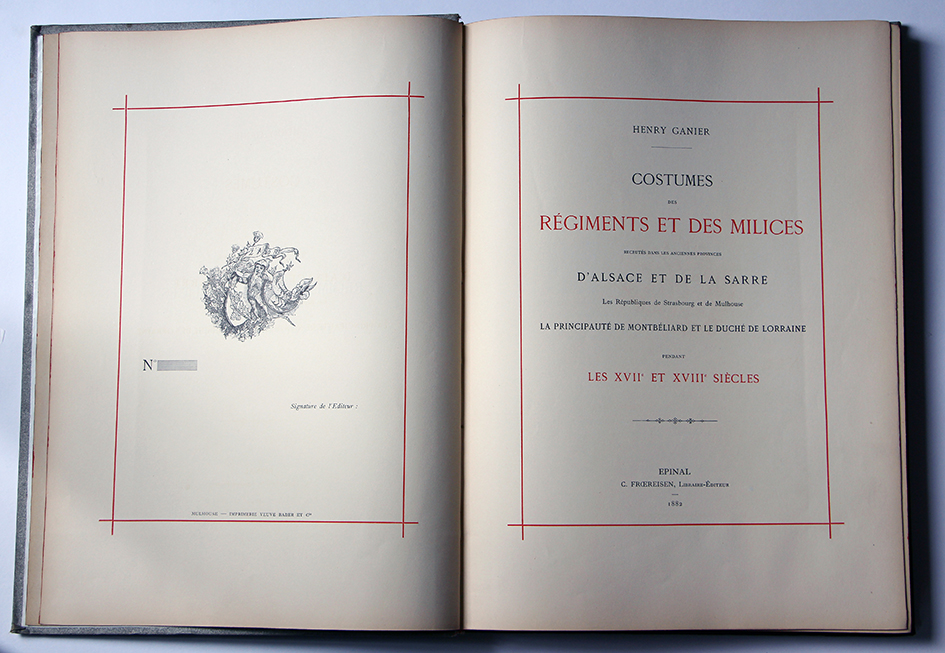 N°
Signature de l'Editeur :
MULHOUSE — IMPRIMERIE VEUVE BADER ET Cie
HENRY GANIER
COSTUMES
DES
RÉGIMENTS ET DES MILICES
RECRUTÉS DANS LES ANCIENNES PROVINCES
D'ALSACE ET DE LA SARRE
Les Républiques de Strasbourg et de Mulhouse
LA PRINCIPAUTÉ DE MONTBÉLIARD ET LE DUCHÉ DE LORRAINE
PENDANT
LES XVIIe ET XVIIIe SIÈCLES
EPINAL
C. FRŒREISEN, LIBRAIRE-ÉDITEUR
1882